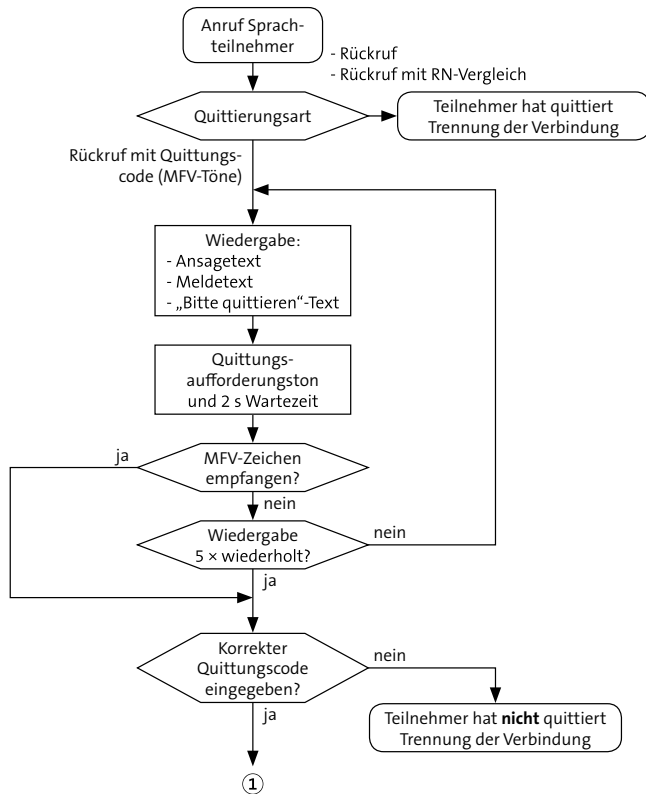 Anruf Sprach-
teilnehmer
- Rückruf
- Rückruf mit RN-Vergleich
Quittierungsart
Teilnehmer hat quittiert
Trennung der Verbindung
Rückruf mit Quittungs-
code (MFV-Töne)
Wiedergabe:
- Ansagetext
- Meldetext
- „Bitte quittieren“-Text
Quittungs-
aufforderungston
und 2 s Wartezeit
ja
MFV-Zeichen
empfangen?
nein
Wiedergabe
5 × wiederholt?
nein
ja
Korrekter
Quittungscode
eingegeben?
nein
ja
Teilnehmer hat nicht quittiert
Trennung der Verbindung
1